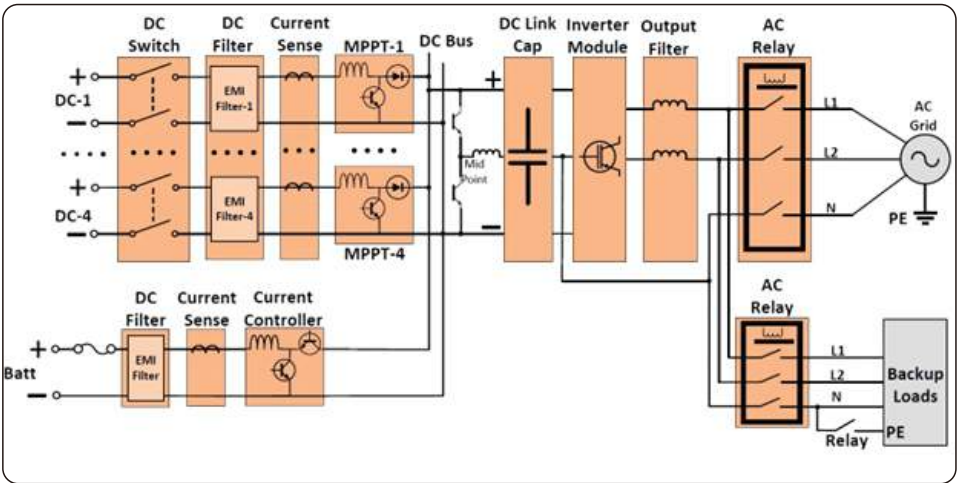 DC
Switch
DC
Filter
Current
Sense
MPPT-1
DC Bus
DC Link
Cap
Inverter
Module
Output
Filter
AC
Relay
+
DC-1
−
EMI
Filter-1
+
−
Mid
Point
L1
L2
N
AC
Grid
PE
+
DC-4
−
EMI
Filter-4
MPPT-4
DC
Filter
Current
Sense
Current
Controller
AC
Relay
+
Batt
−
EMI
Filter
L1
L2
N
Backup
Loads
Relay
PE